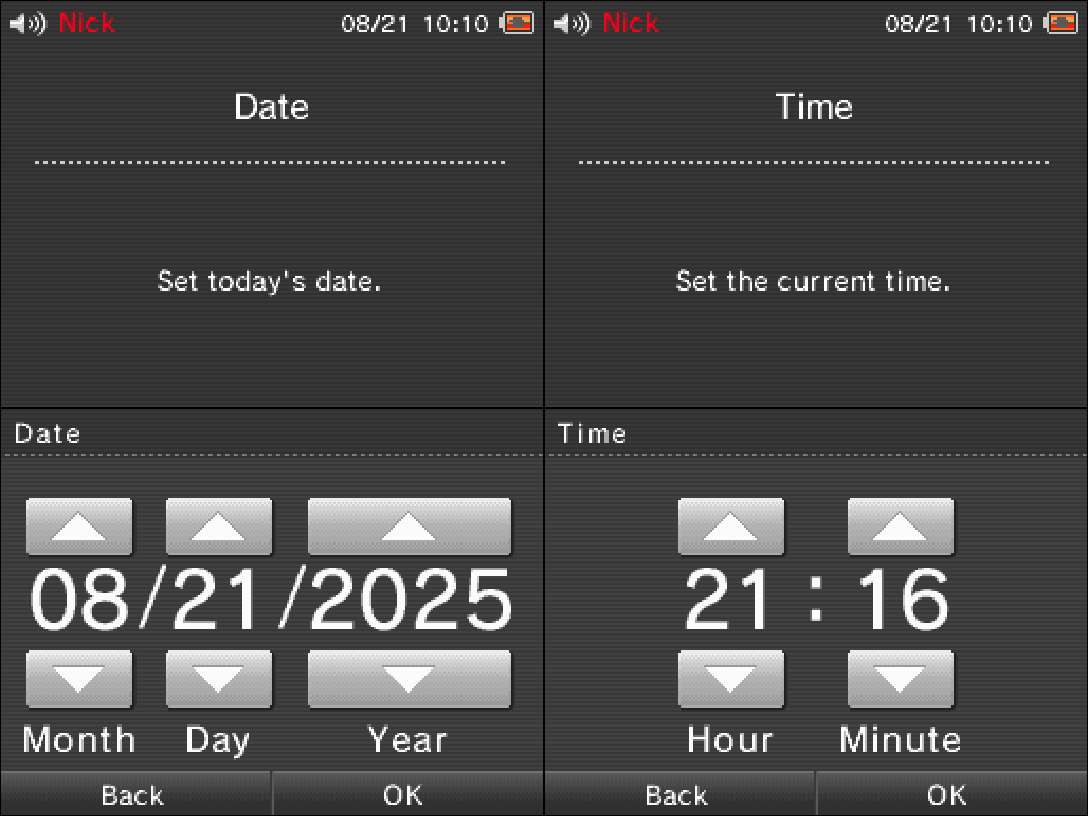 Nick 08/21 10:10
Date
Set today's date.
Date
08/21/2025
Month Day Year
Back OK
Nick 08/21 10:10
Time
Set the current time.
Time
21 : 16
Hour Minute
Back OK